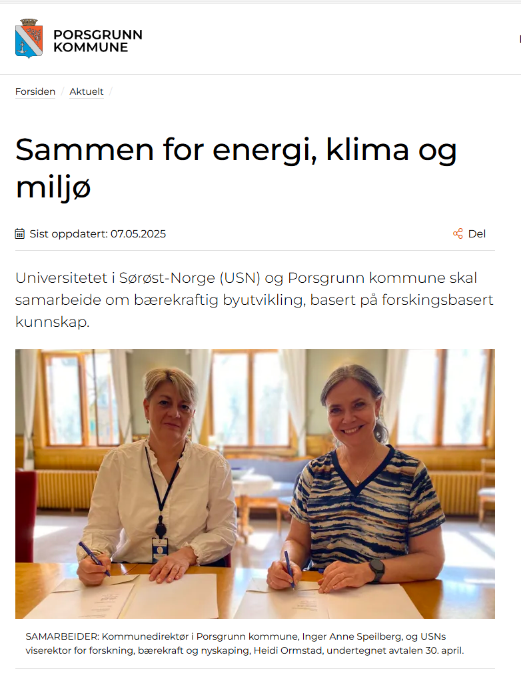 PORSGRUNN
KOMMUNE
Forsiden / Aktuelt /
Sammen for energi, klima og
miljø
Sist oppdatert: 07.05.2025
Del
Universitetet i Sørøst-Norge (USN) og Porsgrunn kommune skal
samarbeide om bærekraftig byutvikling, basert på forskingsbasert
kunnskap.
SAMARBEIDER: Kommunedirektør i Porsgrunn kommune, Inger Anne Speilberg, og USNs
viserektor for forskning, bærekraft og nyskaping, Heidi Ormstad, undertegnet avtalen 30. april.